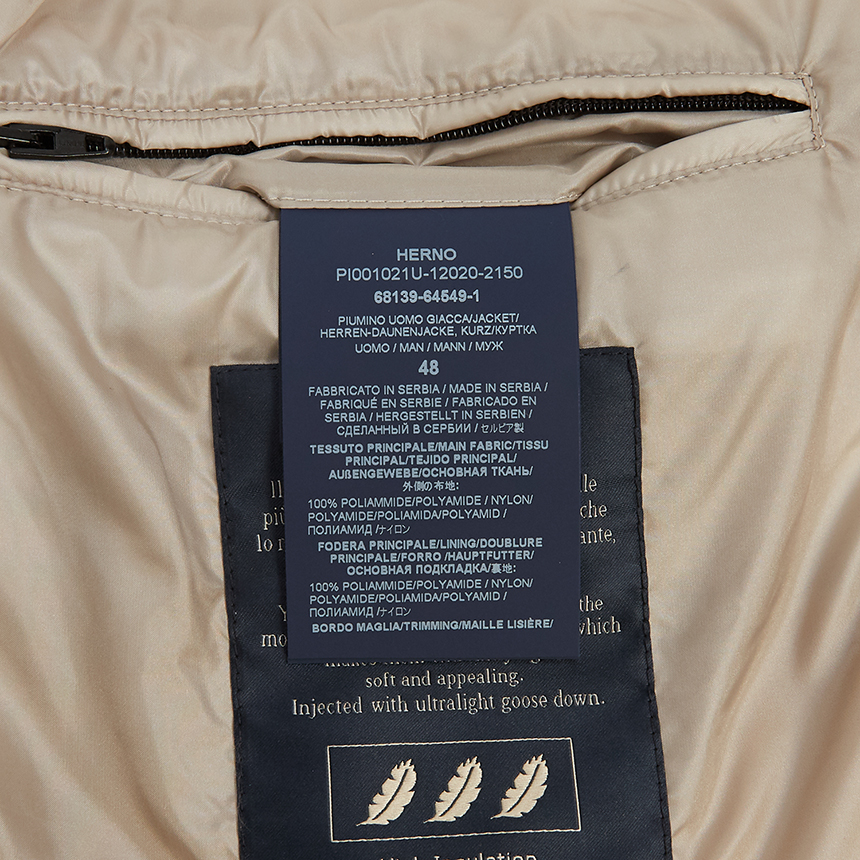 HERNO
PI001021U-12020-2150
68139-64549-1
PIUMINO UOMO GIACCA/JACKET/
HERREN-DAUNENJACKE, KURZ/КУРТКА
UOMO / MAN / MANN / МУЖ
48
FABBRICATO IN SERBIA / MADE IN SERBIA /
FABRIQUÉ EN SERBIE / FABRICADO EN
SERBIA / HERGESTELLT IN SERBIEN /
СДЕЛАННЫЙ В СЕРБИИ / セルビア製
TESSUTO PRINCIPALE/MAIN FABRIC/TISSU
PRINCIPAL/TEJIDO PRINCIPAL/
AUßENGEWEBE/ОСНОВНАЯ ТКАНЬ/
外側の布地:
100% POLIAMMIDE/POLYAMIDE / NYLON/
POLYAMIDE/POLIAMIDA/POLYAMID /
ПОЛИАМИД /ナイロン
FODERA PRINCIPALE/LINING/DOUBLURE
PRINCIPALE/FORRO /HAUPTFUTTER/
ОСНОВНАЯ ПОДКЛАДКА/裏地:
100% POLIAMMIDE/POLYAMIDE / NYLON/
POLYAMIDE/POLIAMIDA/POLYAMID /
ПОЛИАМИД /ナイロン
BORDO MAGLIA/TRIMMING/MAILLE LISIÈRE/
the
which
soft and appealing.
Injected with ultralight goose down.
High Insulation